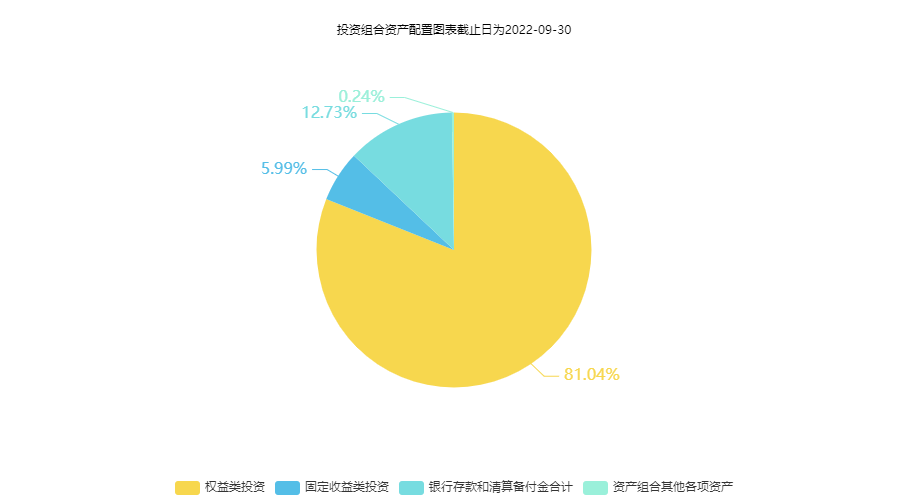 投资组合资产配置图表截止日为2022-09-30
0.24%
12.73%
5.99%
81.04%
权益类投资 固定收益类投资 银行存款和清算备付金合计 资产组合其他各项资产